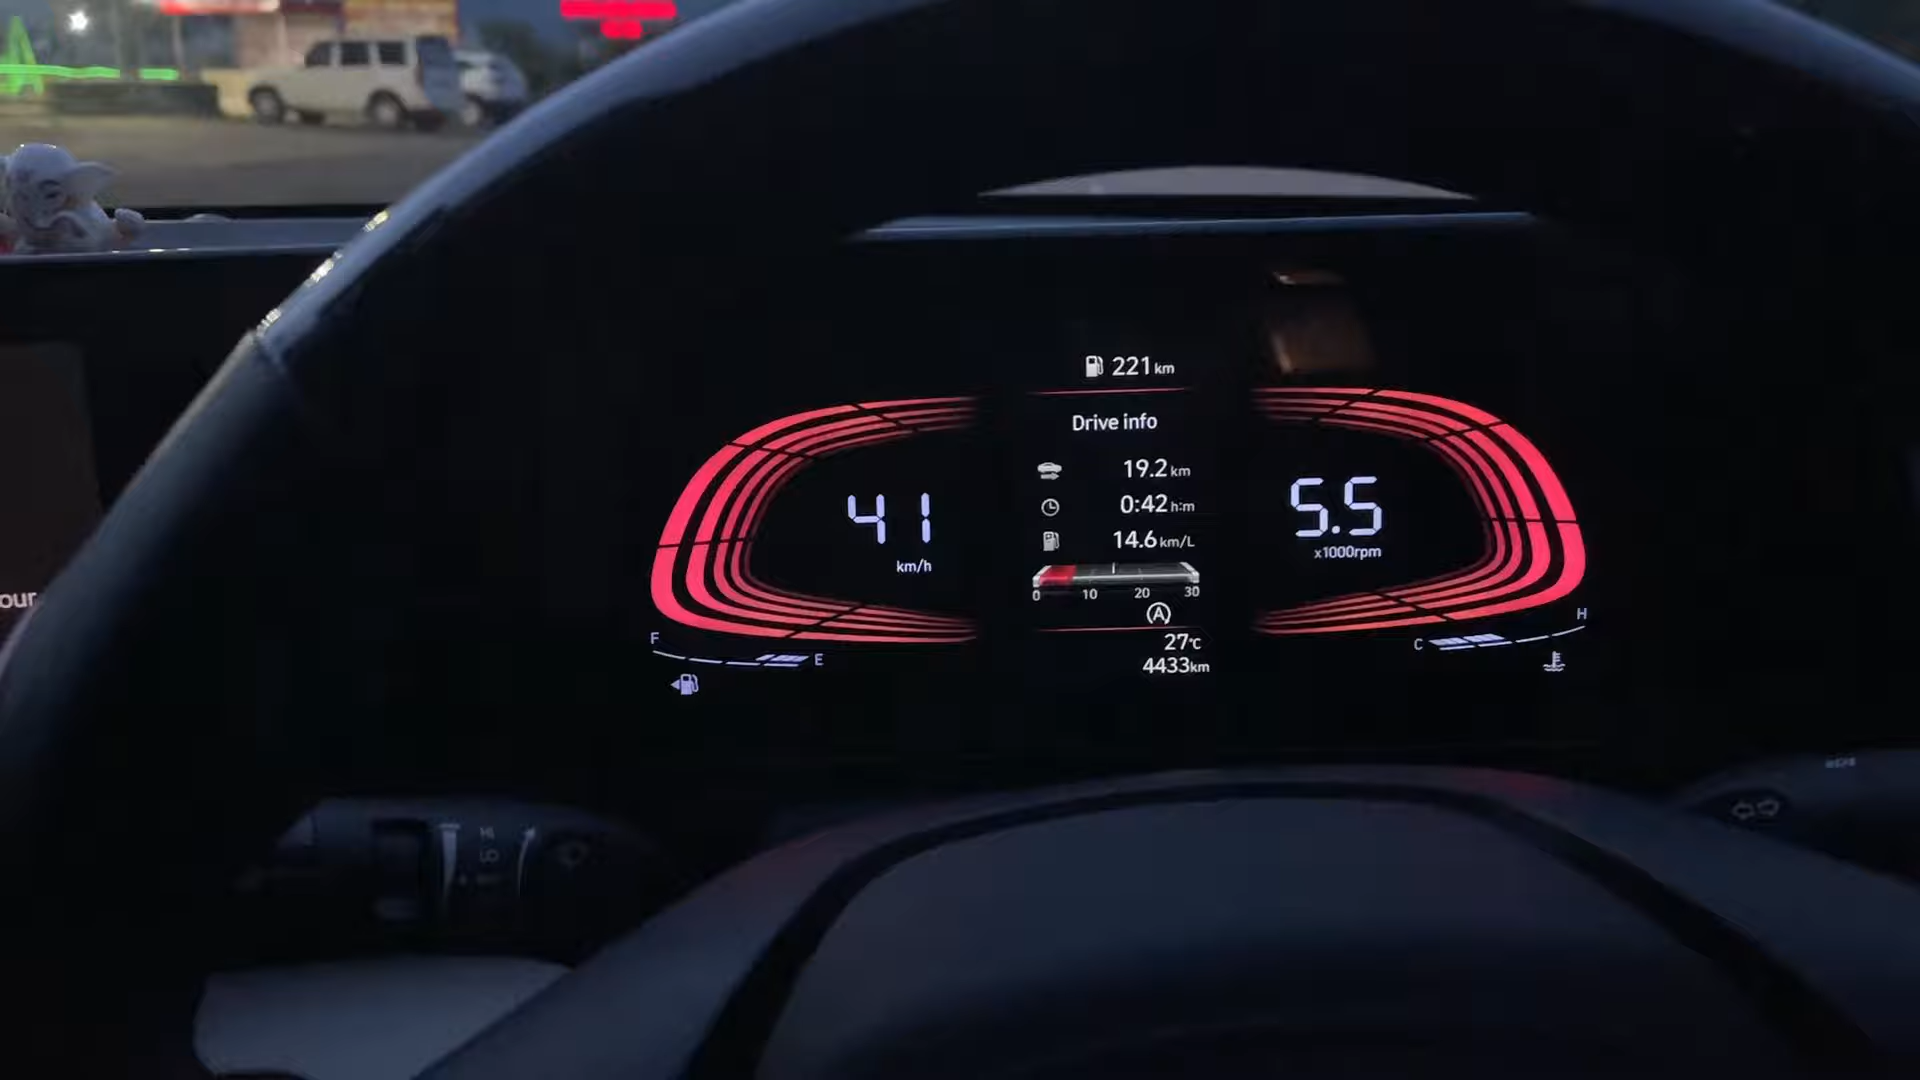 221 km
Drive info
19.2 km
0:42 h:m
14.6 km/L
0 10 20 30
A
27°C
4433km
41
km/h
5.5
x1000rpm
F E
C H
our